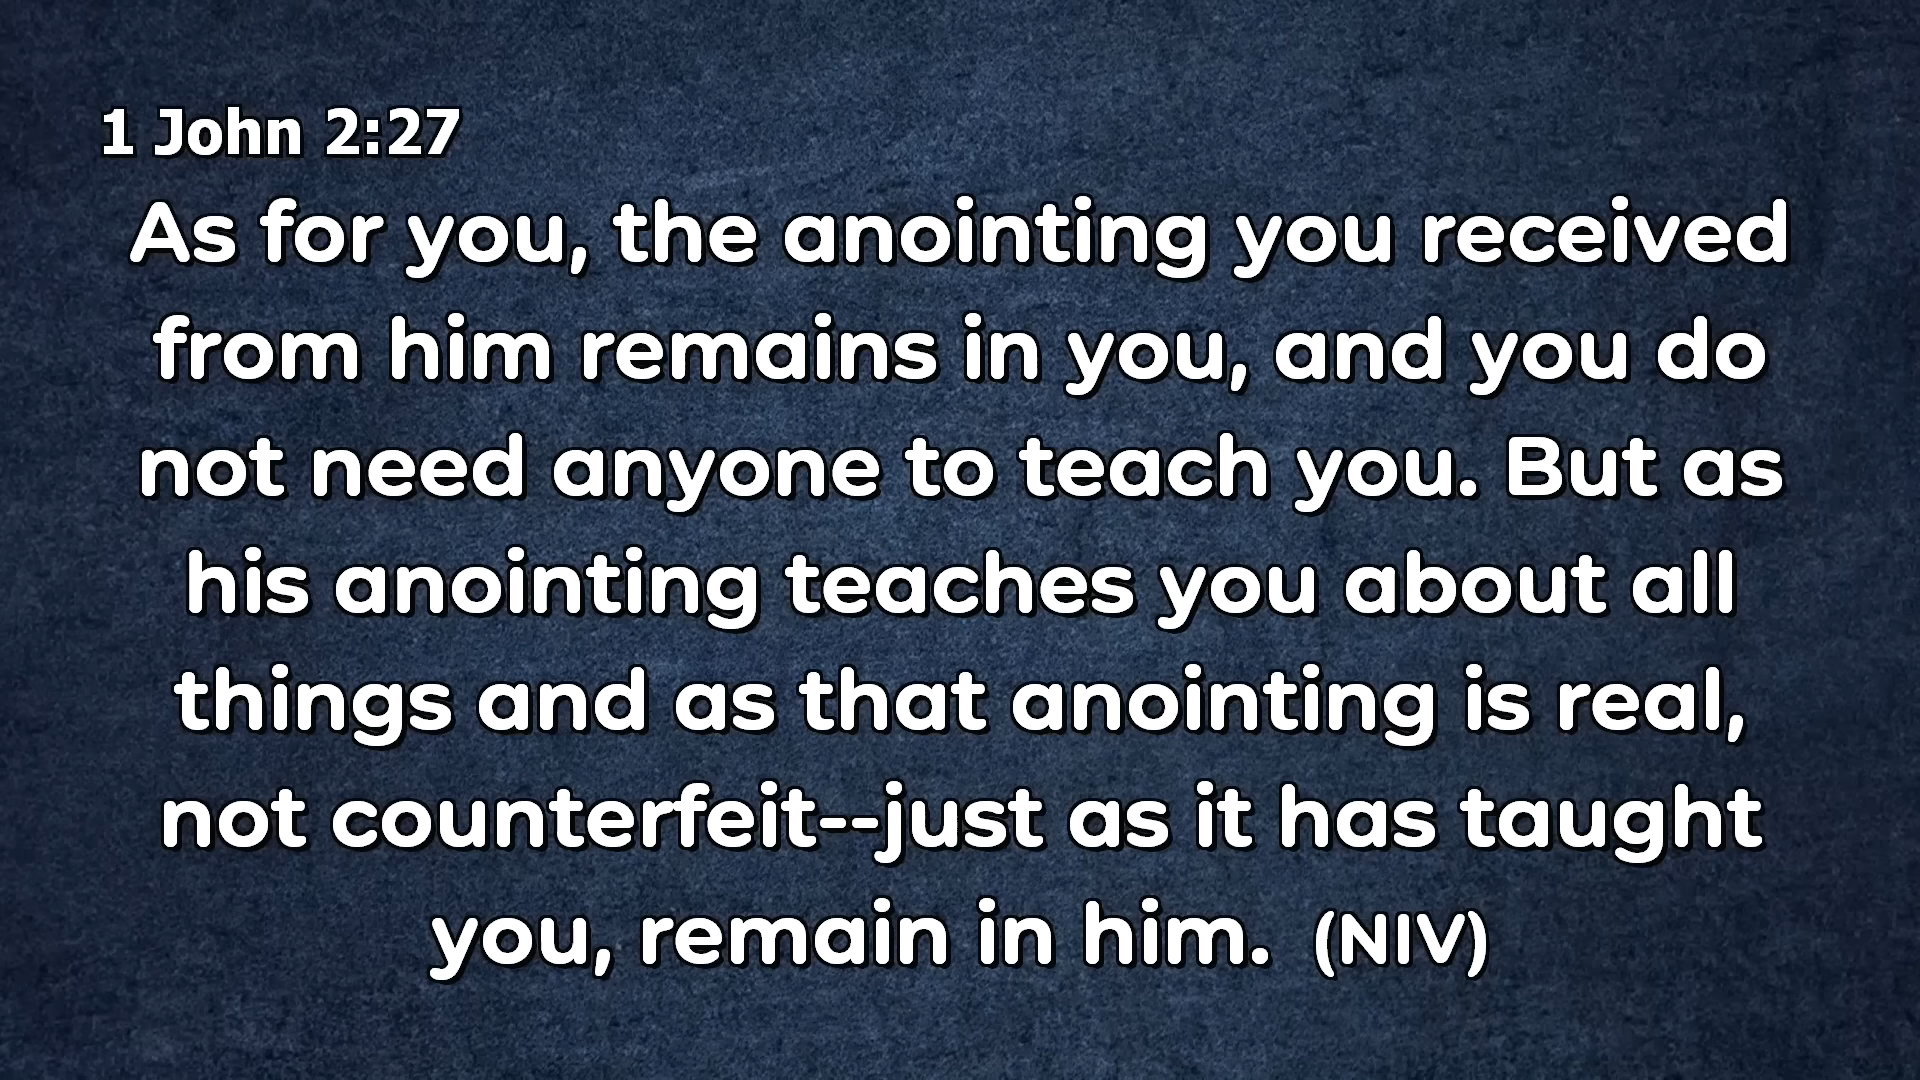 1 John 2:27
As for you, the anointing you received
from him remains in you, and you do
not need anyone to teach you. But as
his anointing teaches you about all
things and as that anointing is real,
not counterfeit--just as it has taught
you, remain in him. (NIV)